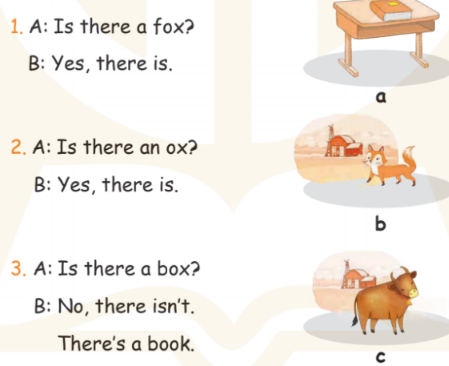 1. A: Is there a fox?
B: Yes, there is.
a
2. A: Is there an ox?
B: Yes, there is.
b
3. A: Is there a box?
B: No, there isn't.
There's a book.
c